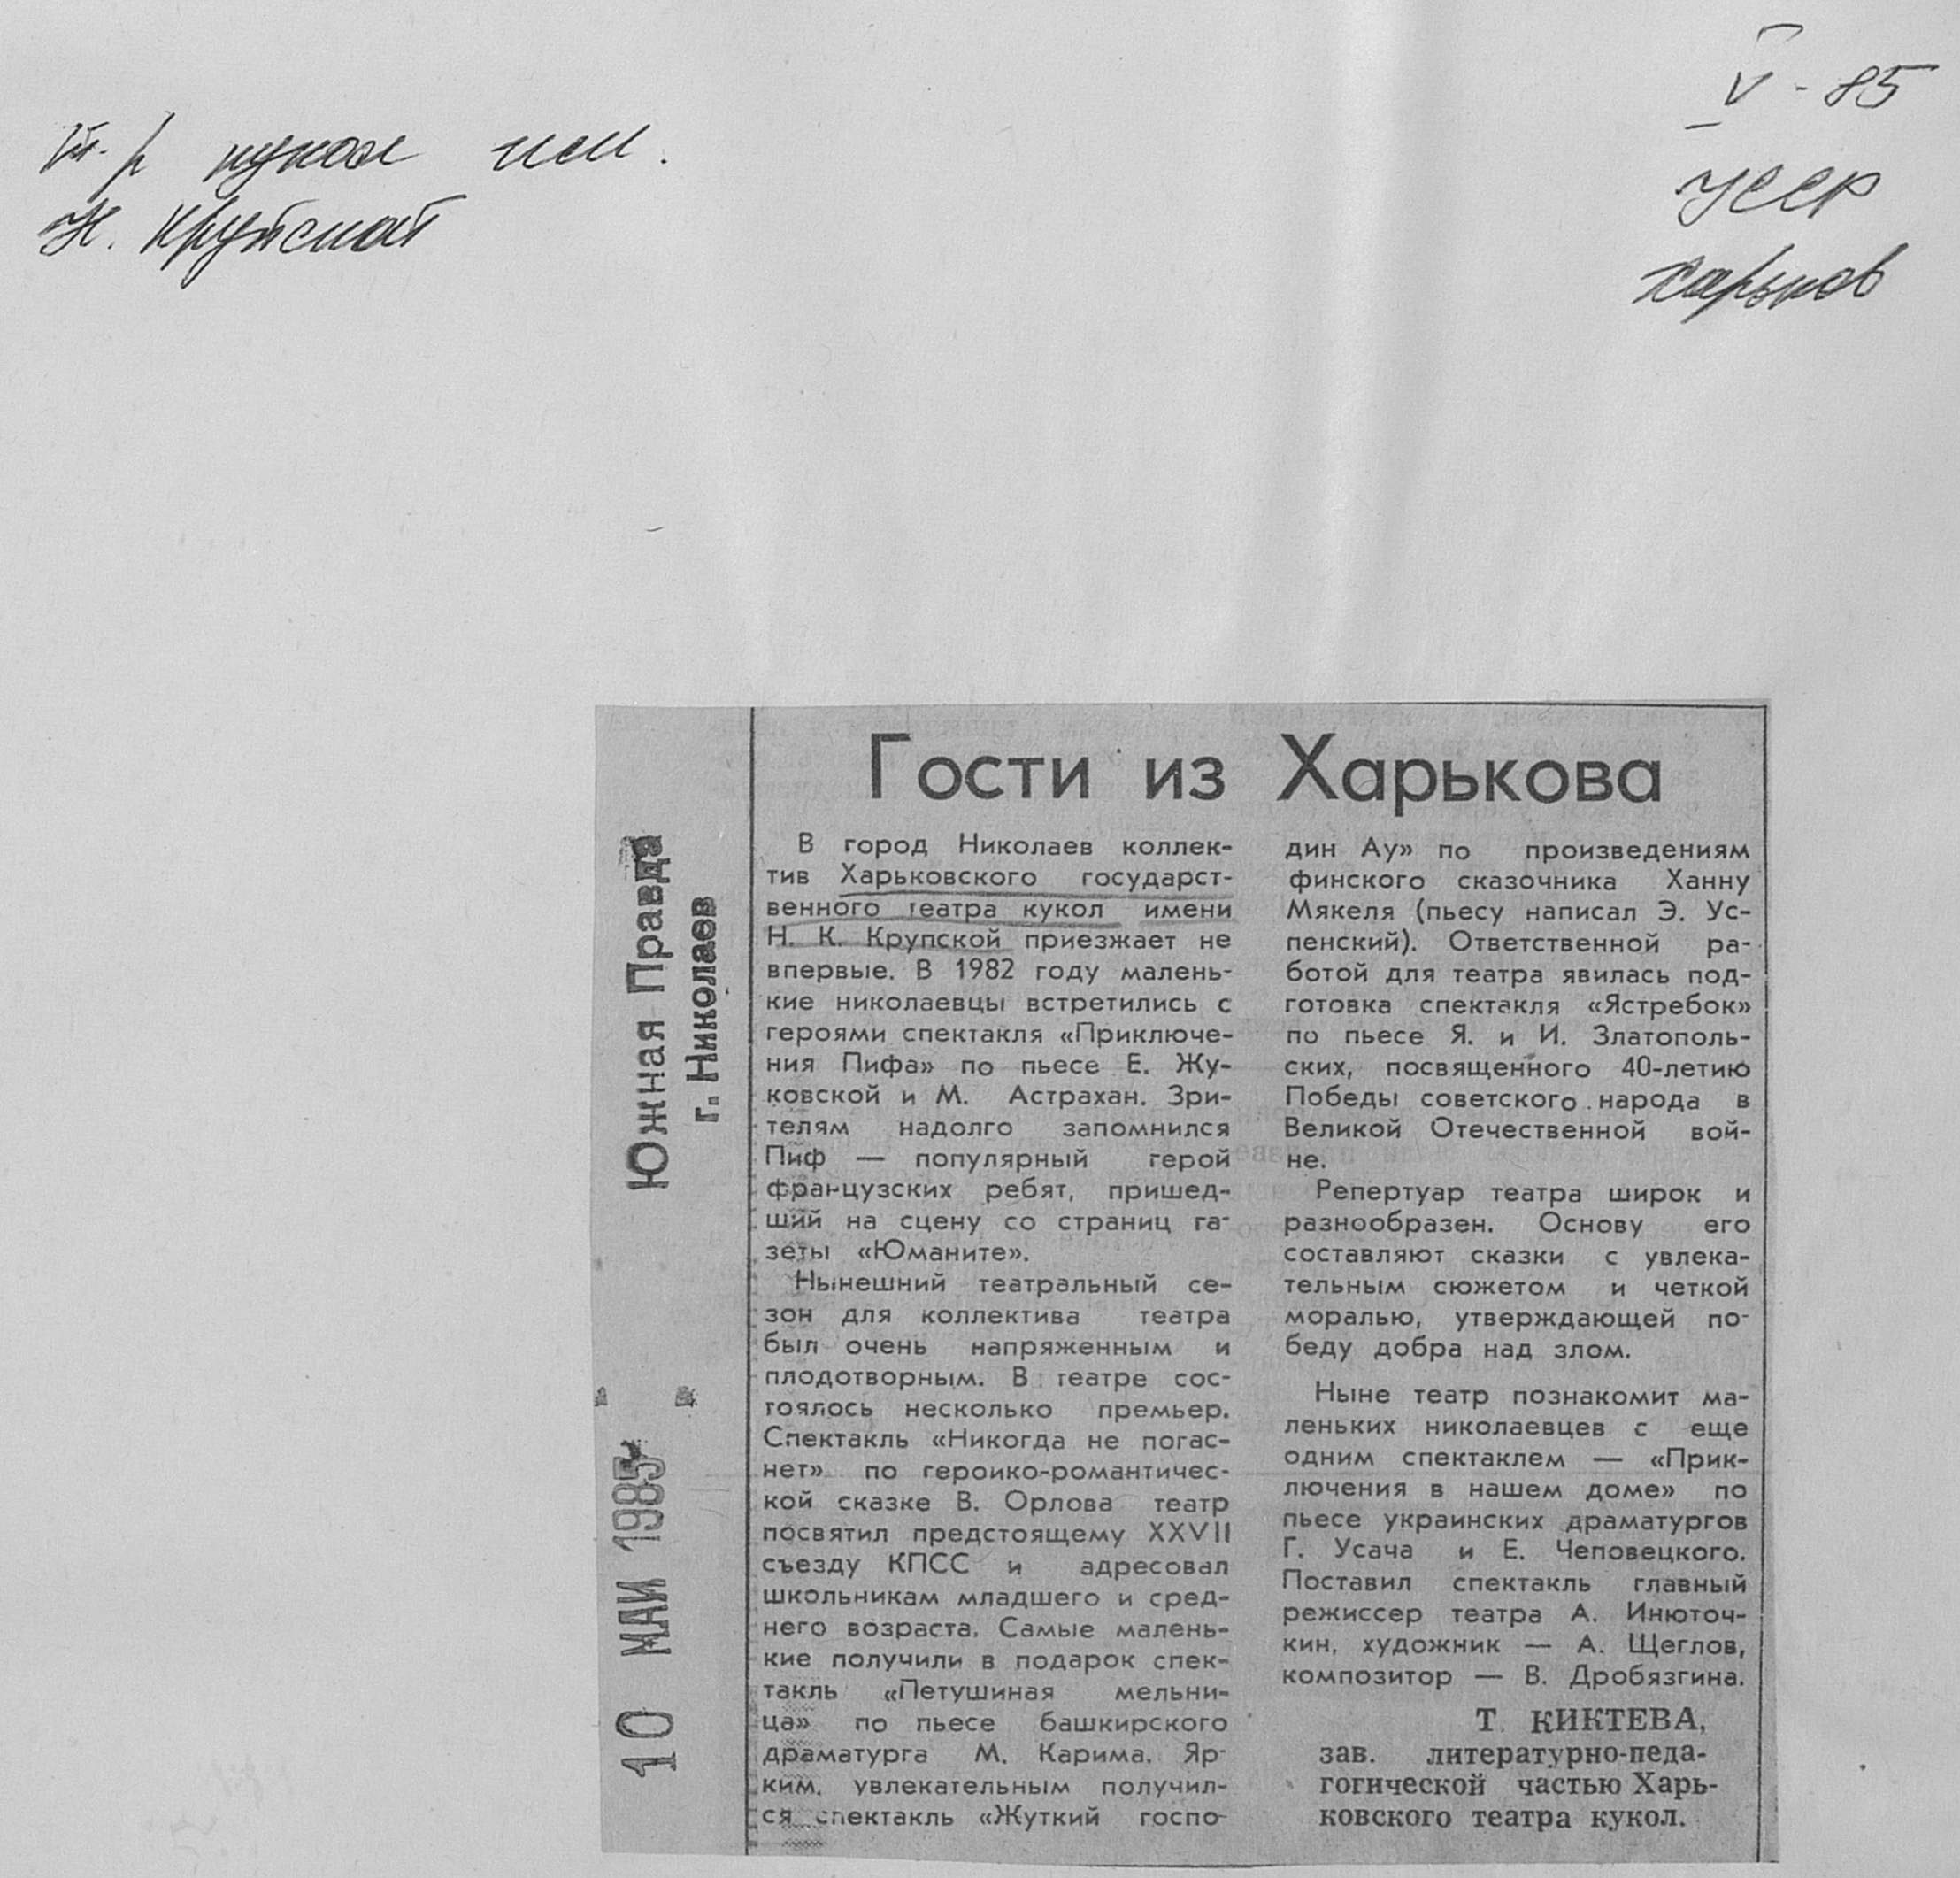 т-р кукол им.
Н. Крупской
V - 85
УССР
Харьков
Южная Правда
г. Николаев
10 МАИ 1985
Гости из Харькова
В город Николаев коллек-
тив Харьковского государст-
венного театра кукол имени
Н. К. Крупской приезжает не
впервые. В 1982 году малень-
кие николаевцы встретились с
героями спектакля «Приключе-
ния Пифа» по пьесе Е. Жу-
ковской и М. Астрахан. Зри-
телям надолго запомнился
Пиф — популярный герой
французских ребят, пришед-
ший на сцену со страниц га-
зеты «Юманите».
Нынешний театральный се-
зон для коллектива театра
был очень напряженным и
плодотворным. В театре сос-
тоялось несколько премьер.
Спектакль «Никогда не погас-
нет» по героико-романтичес-
кой сказке В. Орлова театр
посвятил предстоящему XXVII
съезду КПСС и адресовал
школьникам младшего и сред-
него возраста. Самые малень-
кие получили в подарок спек-
такль «Петушиная мельни-
ца» по пьесе башкирского
драматурга М. Карима. Яр-
ким, увлекательным получил-
ся спектакль «Жуткий госпо-
дин Ау» по произведениям
финского сказочника Ханну
Мякеля (пьесу написал Э. Ус-
пенский). Ответственной ра-
ботой для театра явилась под-
готовка спектакля «Ястребок»
по пьесе Я. и И. Златополь-
ских, посвященного 40-летию
Победы советского народа в
Великой Отечественной вой-
не.
Репертуар театра широк и
разнообразен. Основу его
составляют сказки с увлека-
тельным сюжетом и четкой
моралью, утверждающей по-
беду добра над злом.
Ныне театр познакомит ма-
леньких николаевцев с еще
одним спектаклем — «Прик-
лючения в нашем доме» по
пьесе украинских драматургов
Г. Усача и Е. Чеповецкого.
Поставил спектакль главный
режиссер театра А. Инюточ-
кин, художник — А. Щеглов,
композитор — В. Дробязгина.
Т. КИКТЕВА,
зав. литературно-педа-
гогической частью Харь-
ковского театра кукол.